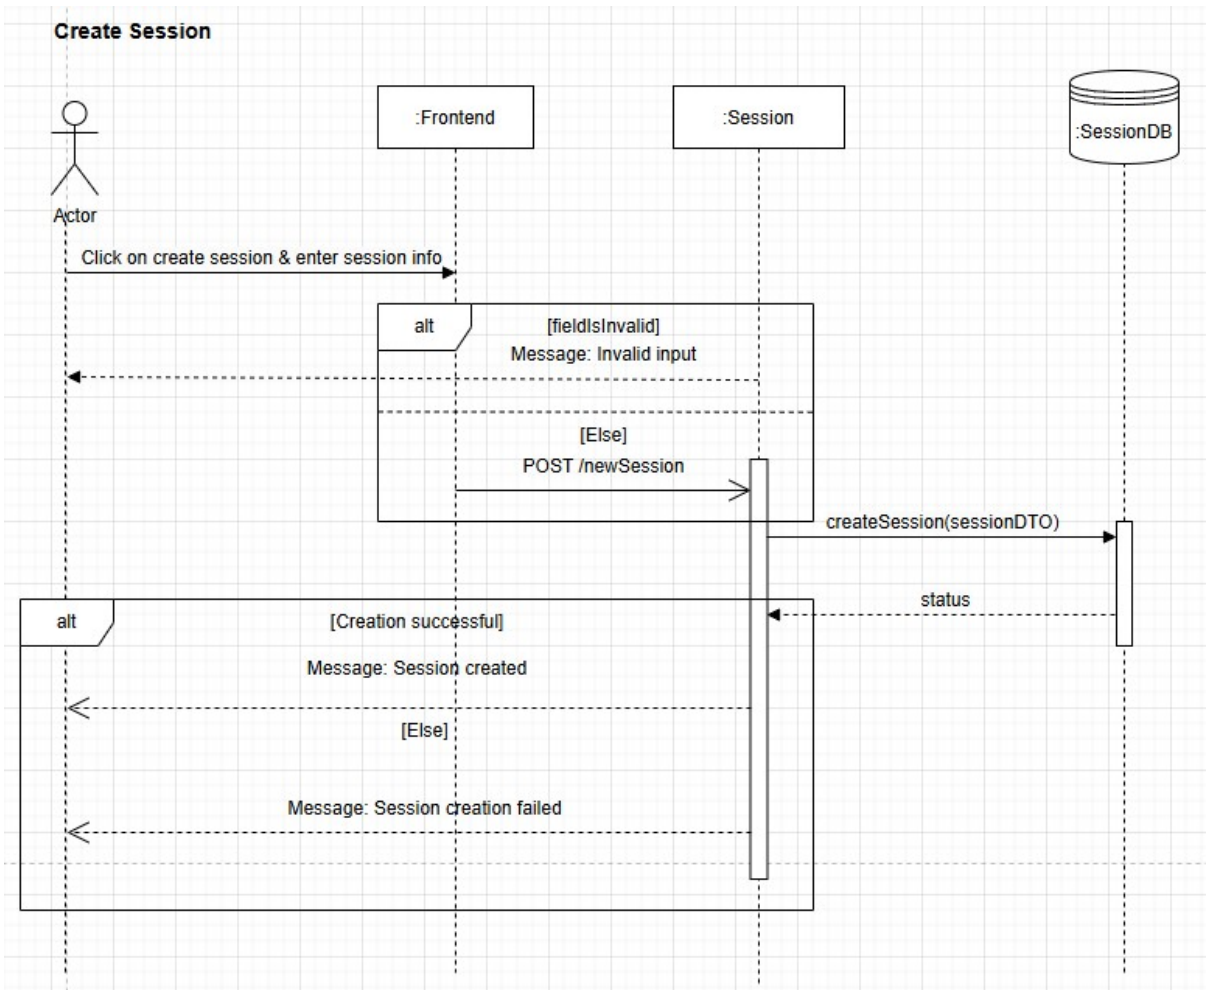 Create Session
:Frontend
:Session
:SessionDB
Actor
Click on create session & enter session info
alt
[fieldIsInvalid]
Message: Invalid input
[Else]
POST /newSession
createSession(sessionDTO)
status
alt
[Creation successful]
Message: Session created
[Else]
Message: Session creation failed